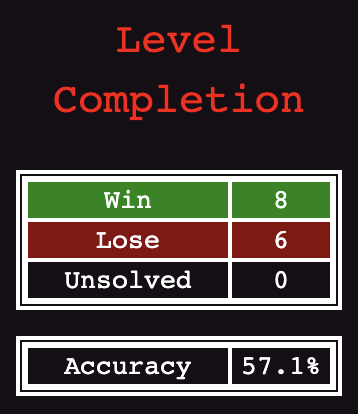 Level
Completion
Win 8
Lose 6
Unsolved 0
Accuracy 57.1%